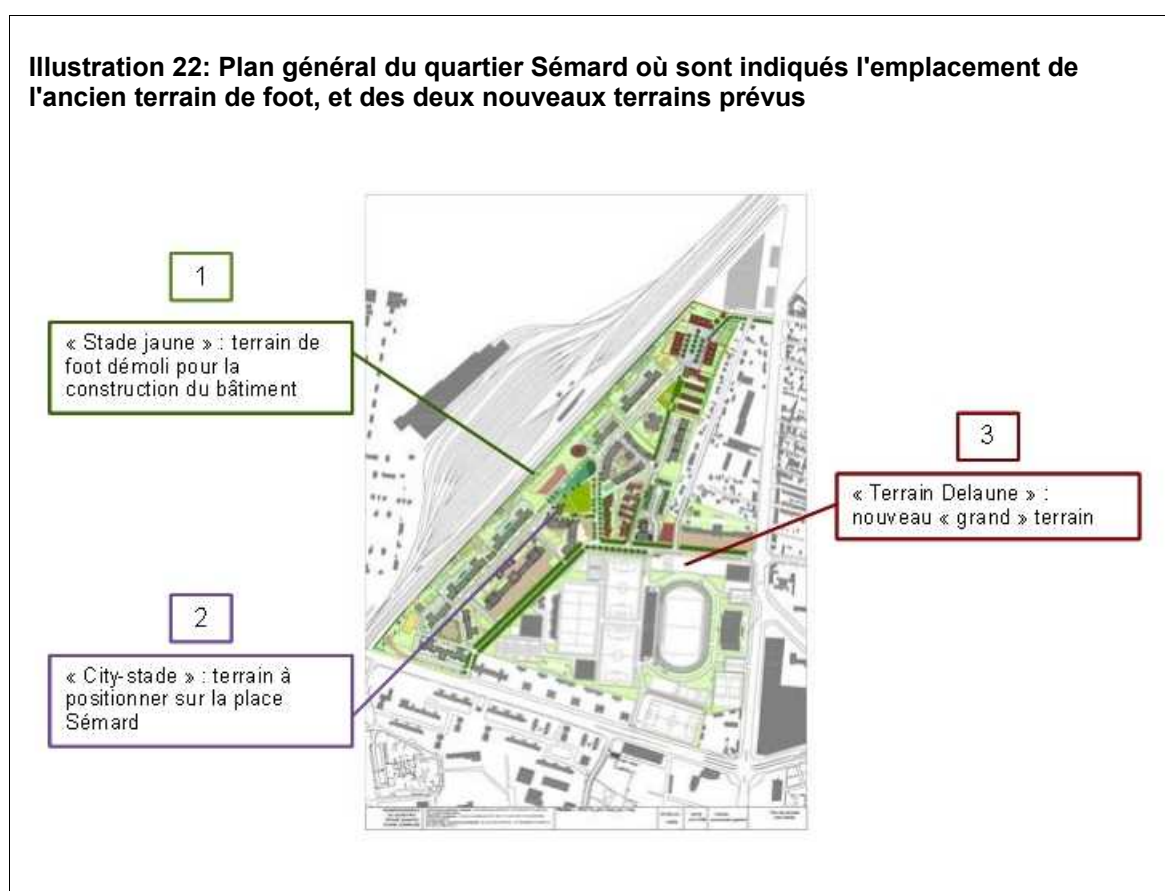 Illustration 22: Plan général du quartier Sémard où sont indiqués l'emplacement de
l'ancien terrain de foot, et des deux nouveaux terrains prévus
1
« Stade jaune » : terrain de
foot démoli pour la
construction du bâtiment
3
« Terrain Delaune » :
nouveau « grand » terrain
2
« City-stade » : terrain à
positionner sur la place
Sémard